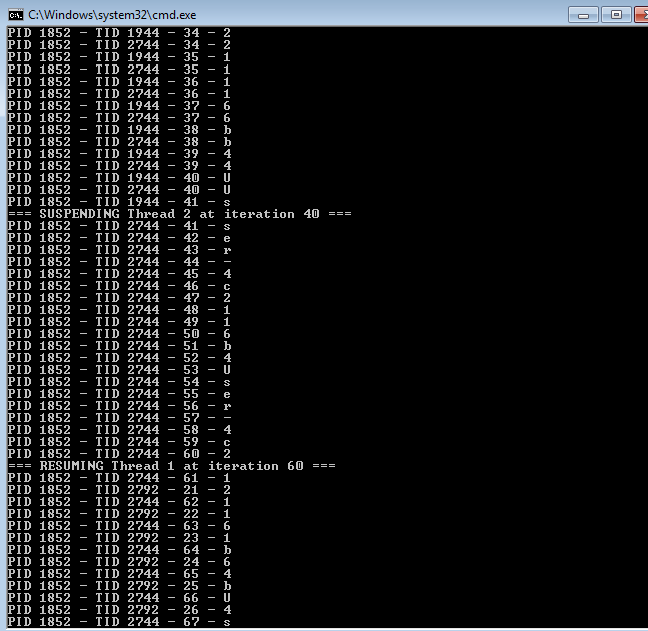 C:\Windows\system32\cmd.exe
PID 1852 - TID 1944 - 34 - 2
PID 1852 - TID 2744 - 34 - 2
PID 1852 - TID 1944 - 35 - 1
PID 1852 - TID 2744 - 35 - 1
PID 1852 - TID 1944 - 36 - 1
PID 1852 - TID 2744 - 36 - 1
PID 1852 - TID 1944 - 37 - 6
PID 1852 - TID 2744 - 37 - 6
PID 1852 - TID 1944 - 38 - b
PID 1852 - TID 2744 - 38 - b
PID 1852 - TID 1944 - 39 - 4
PID 1852 - TID 2744 - 39 - 4
PID 1852 - TID 1944 - 40 - U
PID 1852 - TID 2744 - 40 - U
PID 1852 - TID 1944 - 41 - s
=== SUSPENDING Thread 2 at iteration 40 ===
PID 1852 - TID 2744 - 41 - s
PID 1852 - TID 2744 - 42 - e
PID 1852 - TID 2744 - 43 - r
PID 1852 - TID 2744 - 44 - -
PID 1852 - TID 2744 - 45 - 4
PID 1852 - TID 2744 - 46 - c
PID 1852 - TID 2744 - 47 - 2
PID 1852 - TID 2744 - 48 - 1
PID 1852 - TID 2744 - 49 - 1
PID 1852 - TID 2744 - 50 - 6
PID 1852 - TID 2744 - 51 - b
PID 1852 - TID 2744 - 52 - 4
PID 1852 - TID 2744 - 53 - U
PID 1852 - TID 2744 - 54 - s
PID 1852 - TID 2744 - 55 - e
PID 1852 - TID 2744 - 56 - r
PID 1852 - TID 2744 - 57 - -
PID 1852 - TID 2744 - 58 - 4
PID 1852 - TID 2744 - 59 - c
PID 1852 - TID 2744 - 60 - 2
=== RESUMING Thread 1 at iteration 60 ===
PID 1852 - TID 2744 - 61 - 1
PID 1852 - TID 2792 - 21 - 2
PID 1852 - TID 2744 - 62 - 1
PID 1852 - TID 2792 - 22 - 1
PID 1852 - TID 2744 - 63 - 6
PID 1852 - TID 2792 - 23 - 1
PID 1852 - TID 2744 - 64 - b
PID 1852 - TID 2792 - 24 - 6
PID 1852 - TID 2744 - 65 - 4
PID 1852 - TID 2792 - 25 - b
PID 1852 - TID 2744 - 66 - U
PID 1852 - TID 2792 - 26 - 4
PID 1852 - TID 2744 - 67 - s